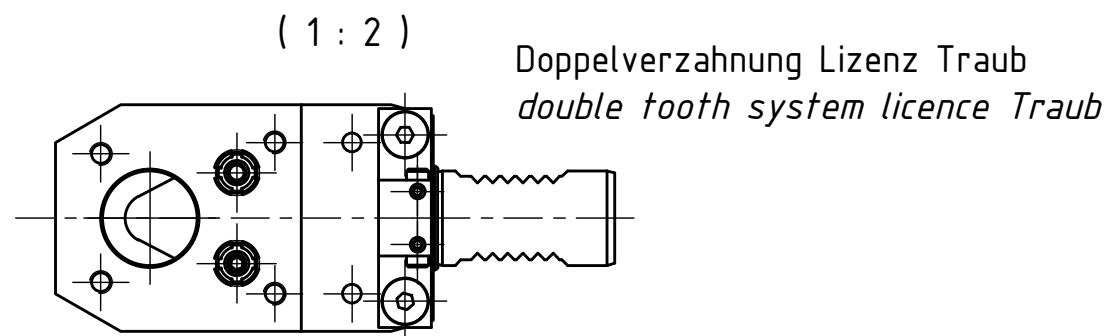 ( 1 : 2 )
Doppelverzahnung Lizenz Traub
double tooth system licence Traub